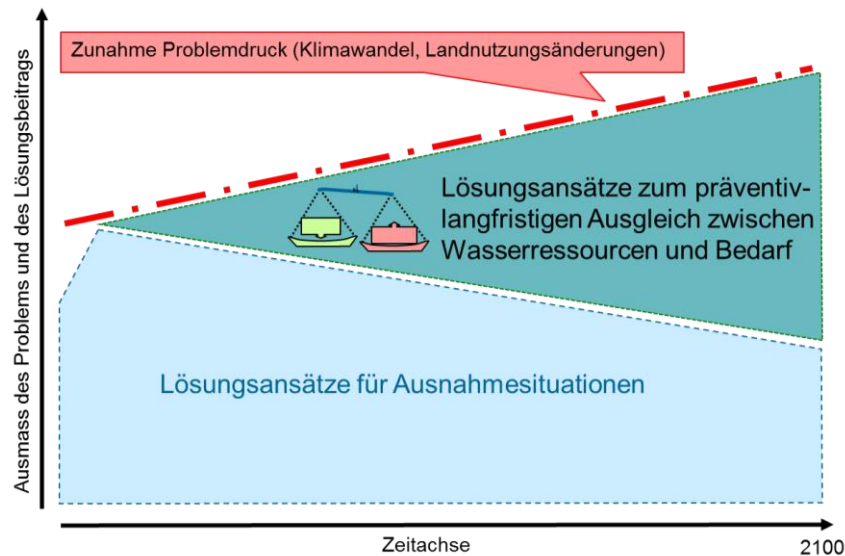 Zunahme Problemdruck (Klimawandel, Landnutzungsänderungen)
Ausmass des Problems und des Lösungsbeitrags
Lösungsansätze zum präventiv-
langfristigen Ausgleich zwischen
Wasserressourcen und Bedarf
Lösungsansätze für Ausnahmesituationen
Zeitachse
2100